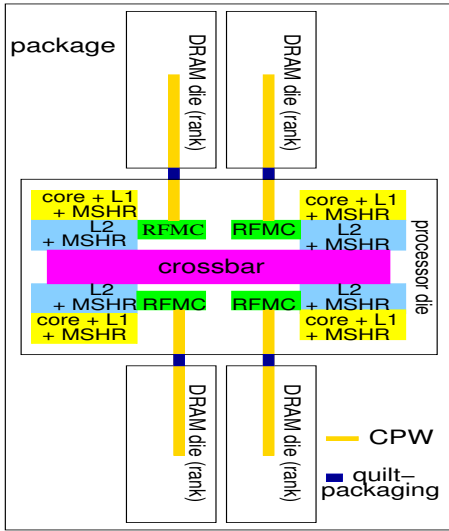 package
DRAM die (rank)
DRAM die (rank)
core + L1
+ MSHR
L2
+ MSHR
RFMC
RFMC
core + L1
+ MSHR
L2
+ MSHR
processor die
crossbar
L2
+ MSHR
RFMC
RFMC
L2
+ MSHR
core + L1
+ MSHR
core + L1
+ MSHR
DRAM die (rank)
DRAM die (rank)
CPW
quilt–
packaging